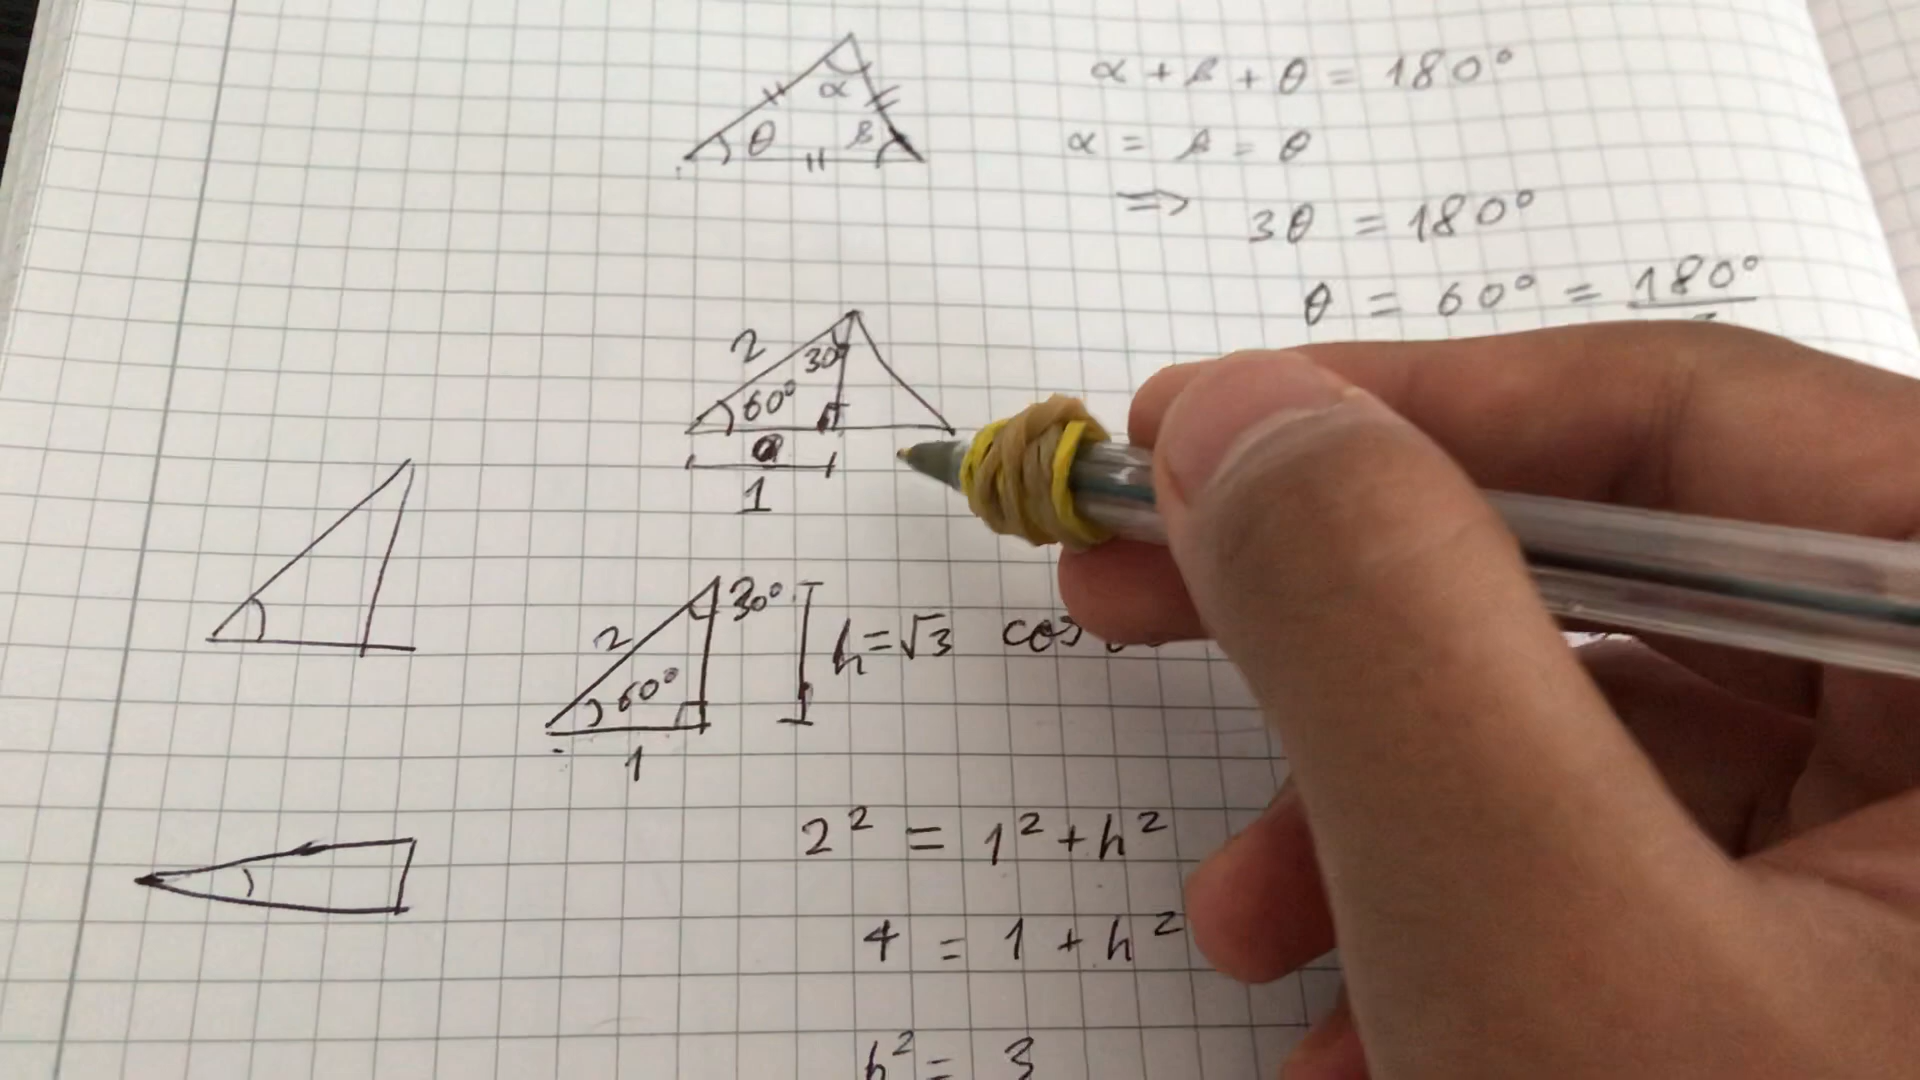 α
θ β
α + β + θ = 180°
α = β = θ
⇒ 3θ = 180°
θ = 60° = 180°
2
30°
60°
1
2
30°
60°
1
h = √3 cos
2² = 1² + h²
4 = 1 + h²
h² = 3